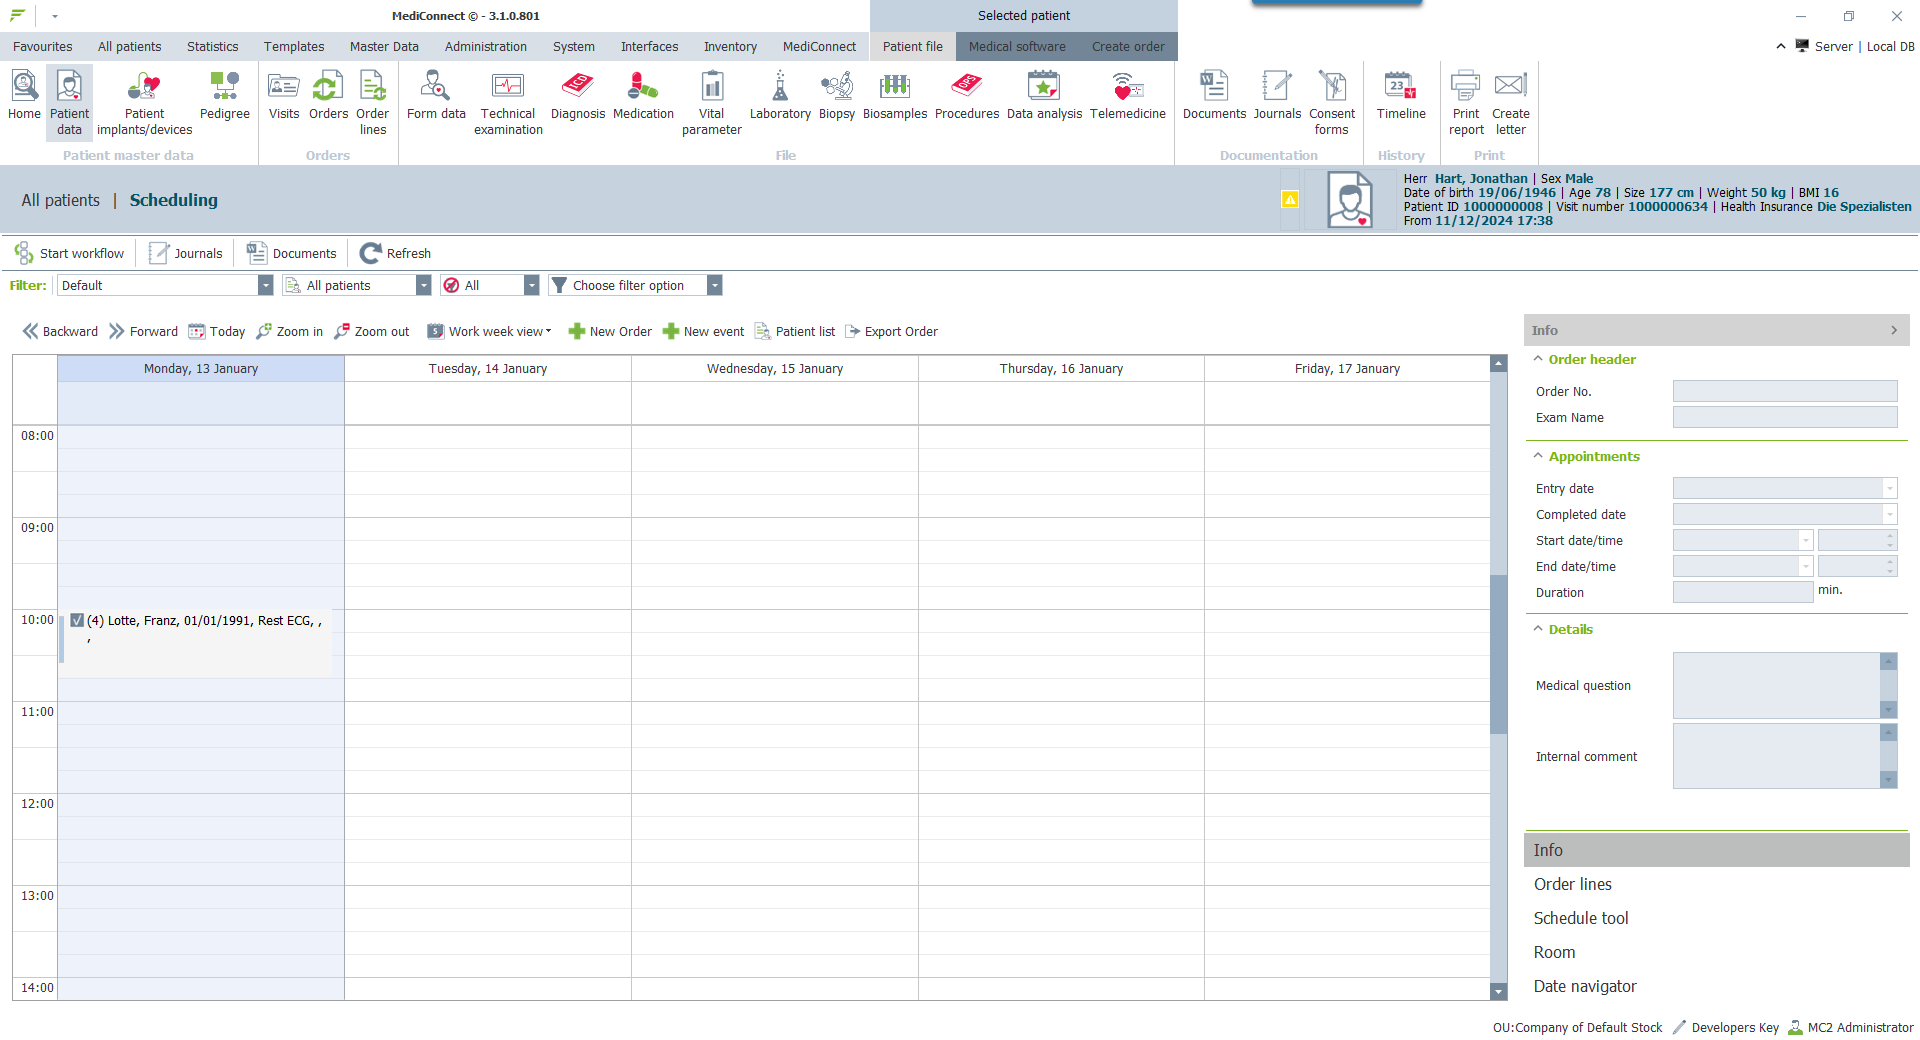 MediConnect © - 3.1.0.801
Selected patient
Favourites All patients Statistics Templates Master Data Administration System Interfaces Inventory MediConnect Patient file Medical software Create order Server | Local DB
Home Patient data Patient implants/devices Pedigree Visits Orders Order lines Form data Technical examination Diagnosis Medication Vital parameter Laboratory Biopsy Biosamples Procedures Data analysis Telemedicine Documents Journals Consent forms Timeline Print report Create letter
Patient master data Orders File Documentation History Print
All patients | Scheduling
Herr Hart, Jonathan | Sex Male
Date of birth 19/06/1946 | Age 78 | Size 177 cm | Weight 50 kg | BMI 16
Patient ID 1000000008 | Visit number 1000000634 | Health Insurance Die Spezialisten
From 11/12/2024 17:38
Start workflow Journals Documents Refresh
Filter: Default All patients All Choose filter option
Backward Forward Today Zoom in Zoom out Work week view New Order New event Patient list Export Order
Monday, 13 January Tuesday, 14 January Wednesday, 15 January Thursday, 16 January Friday, 17 January
08:00
09:00
10:00
(4) Lotte, Franz, 01/01/1991, Rest ECG, ,
,
11:00
12:00
13:00
14:00
Info
Order header
Order No.
Exam Name
Appointments
Entry date
Completed date
Start date/time
End date/time
Duration min.
Details
Medical question
Internal comment
Info
Order lines
Schedule tool
Room
Date navigator
OU:Company of Default Stock Developers Key MC2 Administrator